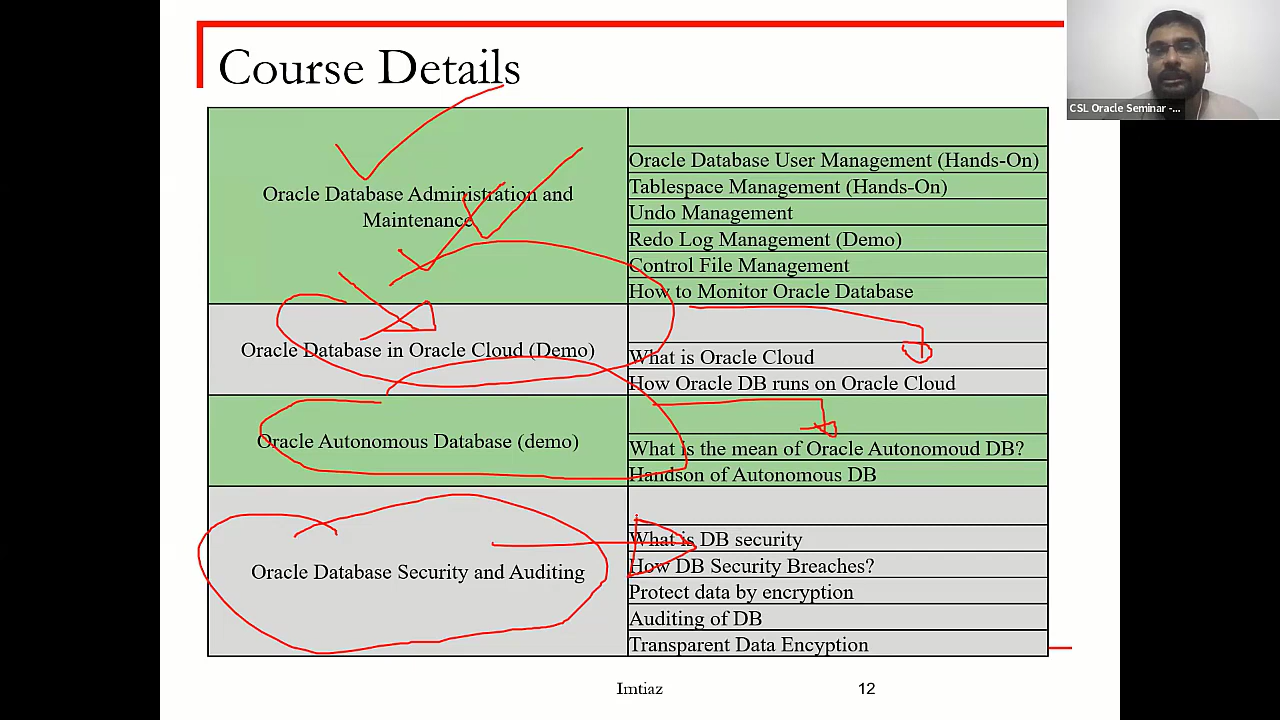 Course Details
CSL Oracle Seminar -...
Oracle Database Administration and
Maintenance
Oracle Database User Management (Hands-On)
Tablespace Management (Hands-On)
Undo Management
Redo Log Management (Demo)
Control File Management
How to Monitor Oracle Database
Oracle Database in Oracle Cloud (Demo)
What is Oracle Cloud
How Oracle DB runs on Oracle Cloud
Oracle Autonomous Database (demo)
What is the mean of Oracle Autonomoud DB?
Handson of Autonomous DB
Oracle Database Security and Auditing
What is DB security
How DB Security Breaches?
Protect data by encryption
Auditing of DB
Transparent Data Encyption
Imtiaz
12